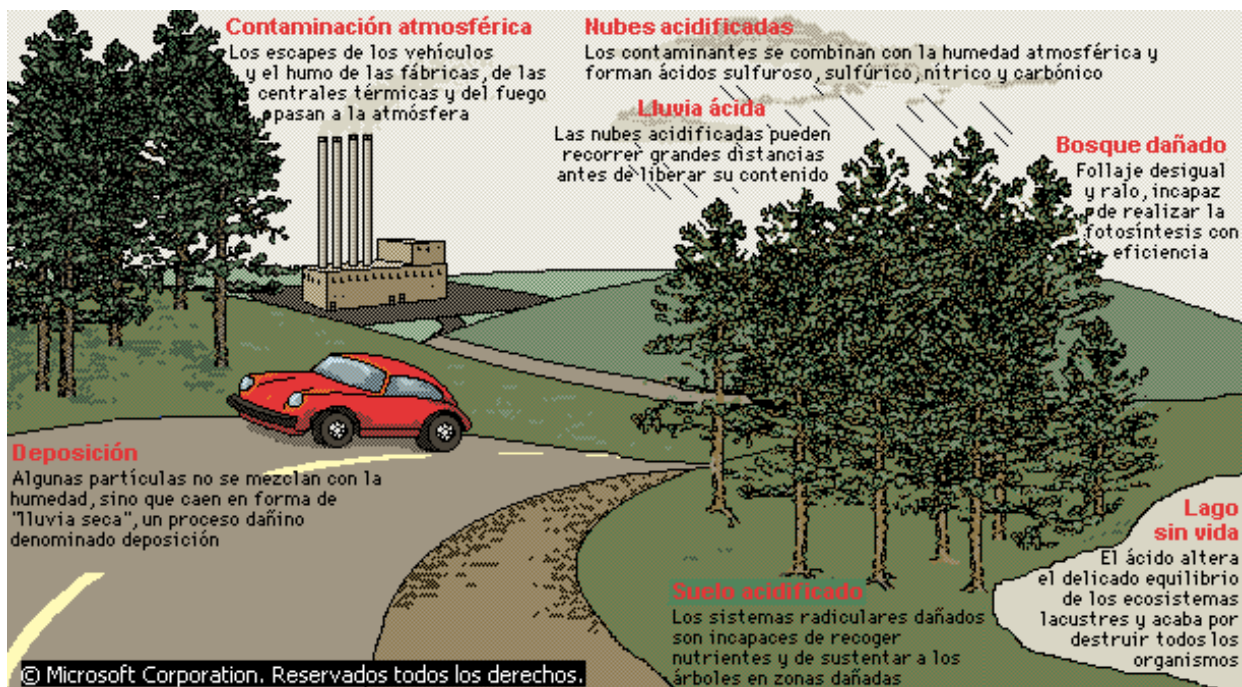 Contaminación atmosférica
Los escapes de los vehículos
y el humo de las fábricas, de las
centrales térmicas y del fuego
pasan a la atmósfera
Nubes acidificadas
Los contaminantes se combinan con la humedad atmosférica y
forman ácidos sulfuroso, sulfúrico, nítrico y carbónico
Lluvia ácida
Las nubes acidificadas pueden
recorrer grandes distancias
antes de liberar su contenido
Bosque dañado
Follaje desigual
y ralo, incapaz
de realizar la
fotosíntesis con
eficiencia
Deposición
Algunas partículas no se mezclan con la
humedad, sino que caen en forma de
"lluvia seca", un proceso dañino
denominado deposición
Suelo acidificado
Los sistemas radiculares dañados
son incapaces de recoger
nutrientes y de sustentar a los
árboles en zonas dañadas
Lago
sin vida
El ácido altera
el delicado equilibrio
de los ecosistemas
lacustres y acaba por
destruir todos los
organismos
© Microsoft Corporation. Reservados todos los derechos.